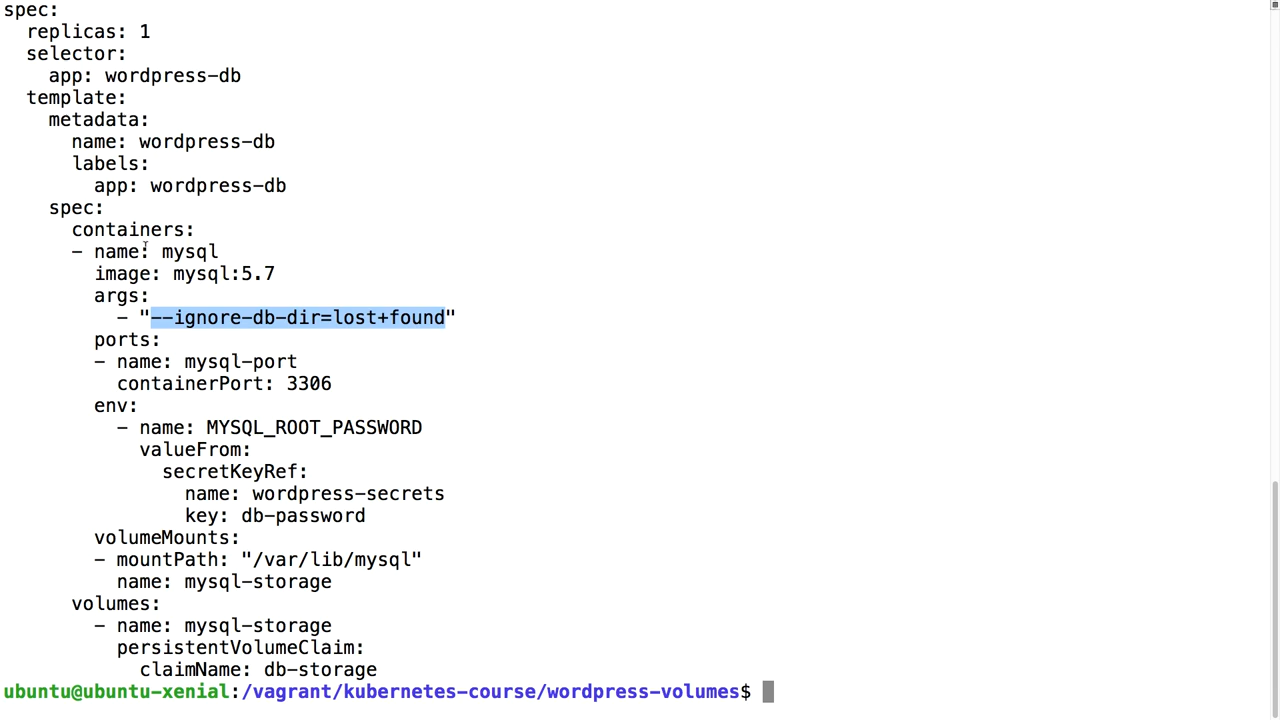 spec:
  replicas: 1
  selector:
    app: wordpress-db
  template:
    metadata:
      name: wordpress-db
      labels:
        app: wordpress-db
    spec:
      containers:
      - name: mysql
        image: mysql:5.7
        args:
          - "--ignore-db-dir=lost+found"
        ports:
        - name: mysql-port
          containerPort: 3306
        env:
          - name: MYSQL_ROOT_PASSWORD
            valueFrom:
              secretKeyRef:
                name: wordpress-secrets
                key: db-password
        volumeMounts:
        - mountPath: "/var/lib/mysql"
          name: mysql-storage
      volumes:
        - name: mysql-storage
          persistentVolumeClaim:
            claimName: db-storage
ubuntu@ubuntu-xenial:/vagrant/kubernetes-course/wordpress-volumes$